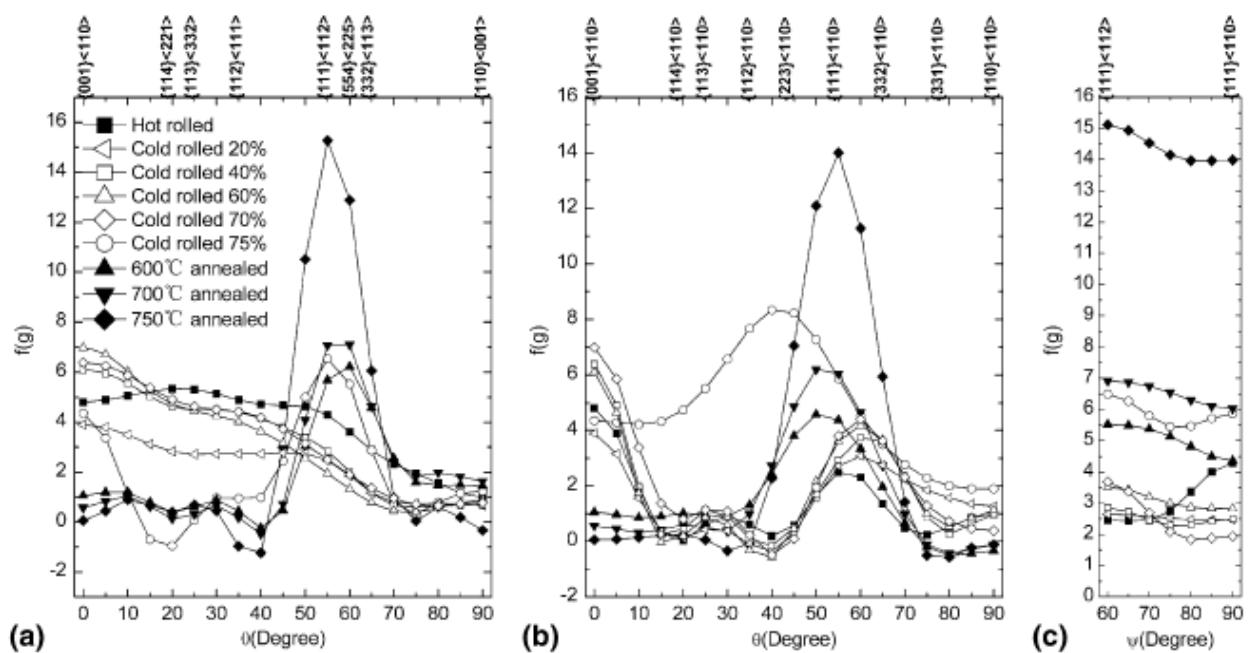 {001}<110>
{114}<221>
{113}<332>
{112}<111>
{111}<112>
{554}<225>
{332}<113>
{110}<001>
16
14
12
10
8
6
4
2
0
-2
f(g)
Hot rolled
Cold rolled 20%
Cold rolled 40%
Cold rolled 60%
Cold rolled 70%
Cold rolled 75%
600℃ annealed
700℃ annealed
750℃ annealed
0 10 20 30 40 50 60 70 80 90
(a)
θ(Degree)
{001}<110>
{114}<110>
{113}<110>
{112}<110>
{223}<110>
{111}<110>
{332}<110>
{331}<110>
{110}<110>
16
14
12
10
8
6
4
2
0
-2
f(g)
0 10 20 30 40 50 60 70 80 90
(b)
θ(Degree)
{111}<112>
{111}<110>
16
15
14
13
12
11
10
9
8
7
6
5
4
3
2
1
0
f(g)
60 70 80 90
(c)
ψ(Degree)